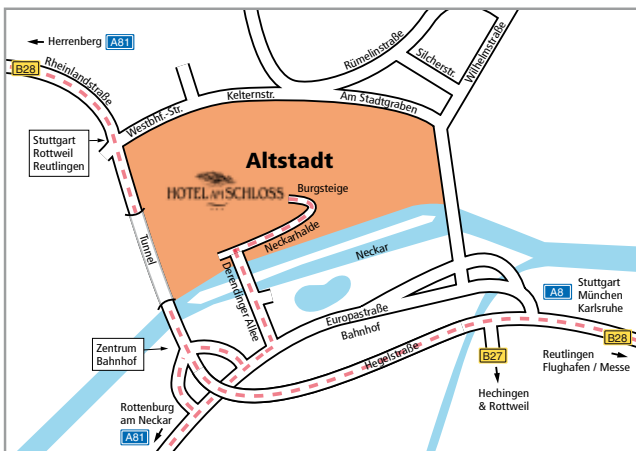 Herrenberg A81
B28
Rheinlandstraße
Rümelinstraße
Silcherstr.
Wilhelmstraße
Kelternstr.
Am Stadtgraben
Westbhf.-Str.
Stuttgart
Rottweil
Reutlingen
Altstadt
HOTEL AM SCHLOSS
Burgsteige
Neckarhalde
Neckar
Tunnel
Derendinger Allee
Europastraße
Bahnhof
A8
Stuttgart
München
Karlsruhe
Zentrum
Bahnhof
Hegelstraße
B27
B28
Reutlingen
Flughafen / Messe
Hechingen
& Rottweil
Rottenburg
am Neckar
A81